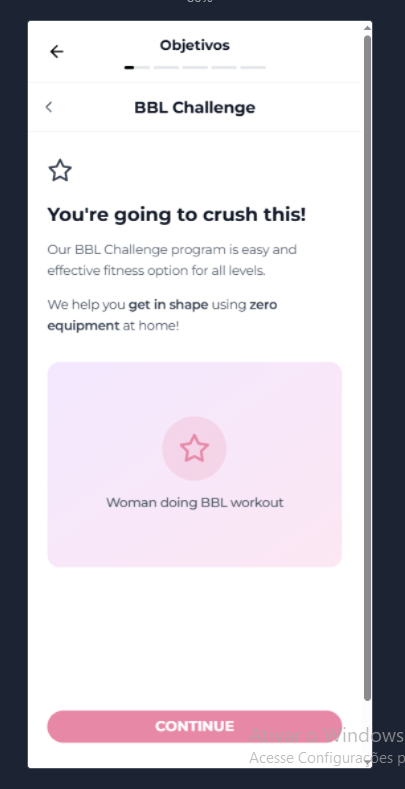 Objetivos
BBL Challenge
You're going to crush this!
Our BBL Challenge program is easy and
effective fitness option for all levels.
We help you get in shape using zero
equipment at home!
Woman doing BBL workout
CONTINUE
Windows
Acesse Configurações p